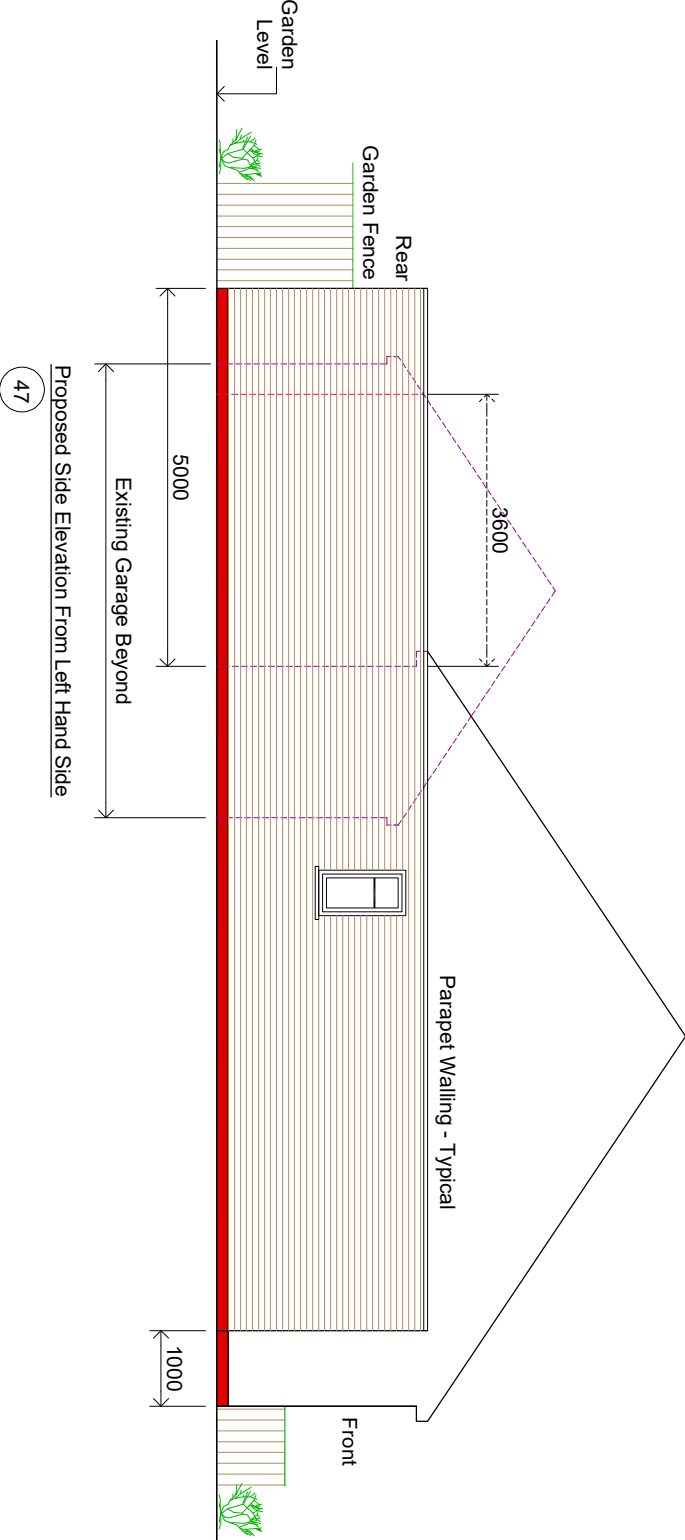 Garden
Level
Garden Fence
Rear
3600
Parapet Walling - Typical
Front
5000
1000
Existing Garage Beyond
Proposed Side Elevation From Left Hand Side
47